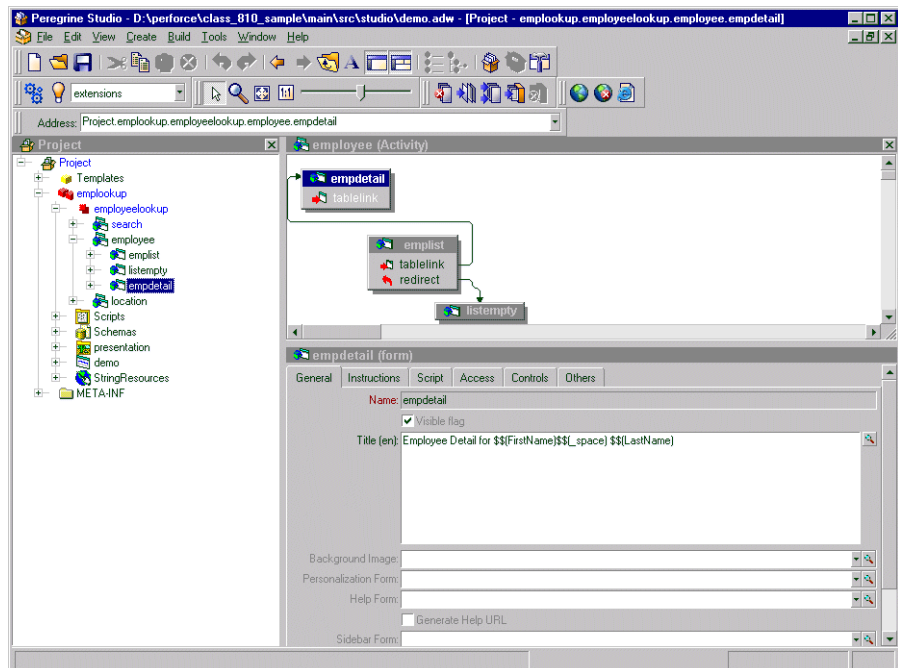 Peregrine Studio - D:\perforce\class_810_sample\main\src\studio\demo.adw - [Project - emplookup.employeelookup.employee.empdetail]
File Edit View Create Build Tools Window Help
A
extensions 1:1
Address: Project.emplookup.employeelookup.employee.empdetail
Project
Project
Templates
emplookup
employeelookup
search
employee
emplist
listempty
empdetail
location
Scripts
Schemas
presentation
demo
StringResources
META-INF
employee (Activity)
empdetail
tablelink
emplist
tablelink
redirect
listempty
empdetail (form)
General Instructions Script Access Controls Others
Name: empdetail
Visible flag
Title (en): Employee Detail for $$(FirstName)$$(_space) $$(LastName)
Background Image:
Personalization Form:
Help Form:
Generate Help URL
Sidebar Form: